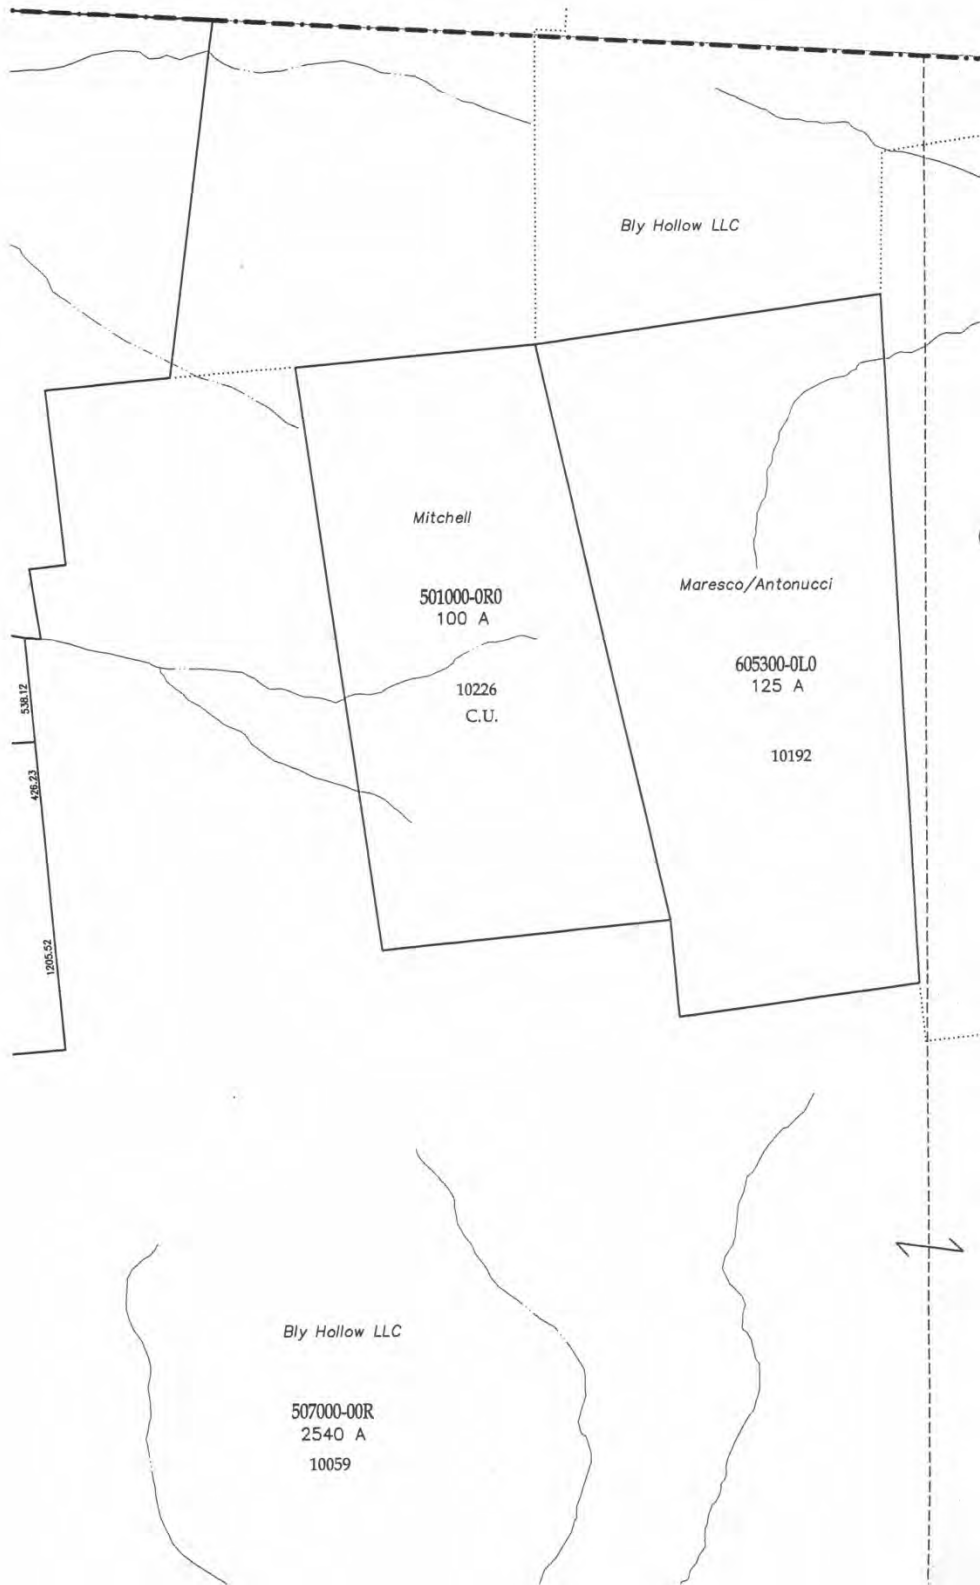 Bly Hollow LLC
Mitchell
501000-0R0
100 A
10226
C.U.
Maresco/Antonucci
605300-0L0
125 A
10192
538.12
426.23
1205.52
Bly Hollow LLC
507000-00R
2540 A
10059